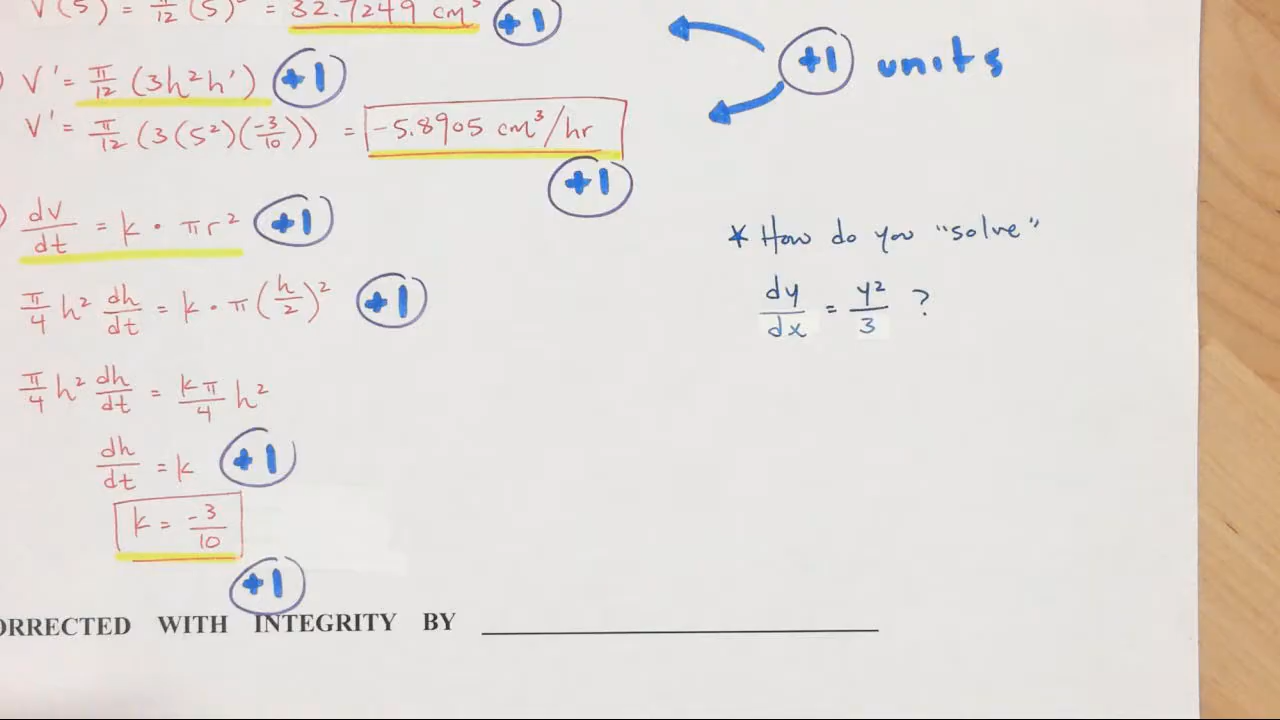 V(5) = π/12 (5)³ = 32.7249 cm³ +1
+1 units
) V' = π/12 (3h²h') +1
V' = π/12 (3(5²)(-3/10)) = -5.8905 cm³/hr
+1
) dV/dt = k · πr² +1
* How do you "solve"
dy/dx = y²/3 ?
π/4 h² dh/dt = k · π (h/2)² +1
π/4 h² dh/dt = kπ/4 h²
dh/dt = k +1
k = -3/10
+1
ORRECTED WITH INTEGRITY BY